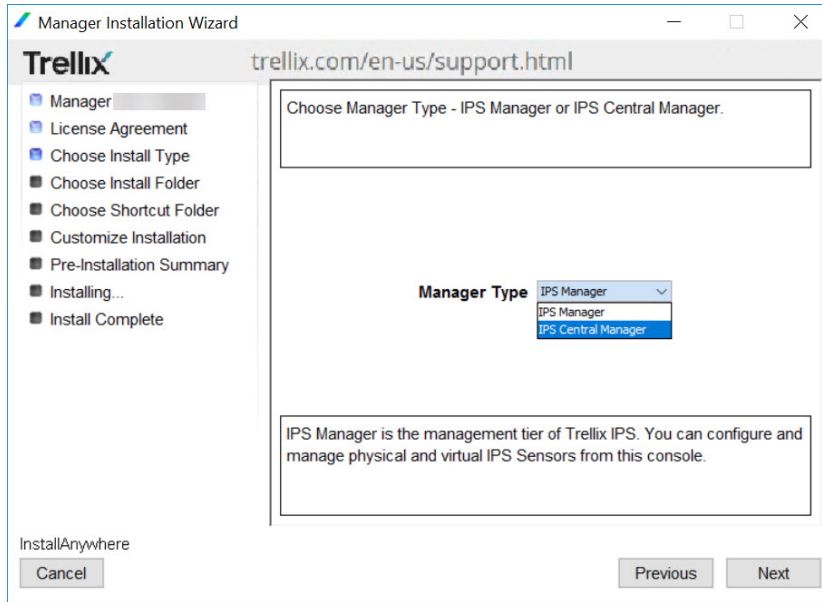 Manager Installation Wizard
Trellix
trellix.com/en-us/support.html
Manager
License Agreement
Choose Install Type
Choose Install Folder
Choose Shortcut Folder
Customize Installation
Pre-Installation Summary
Installing...
Install Complete
Choose Manager Type - IPS Manager or IPS Central Manager.
Manager Type
IPS Manager
IPS Manager
IPS Central Manager
IPS Manager is the management tier of Trellix IPS. You can configure and
manage physical and virtual IPS Sensors from this console.
InstallAnywhere
Cancel
Previous
Next